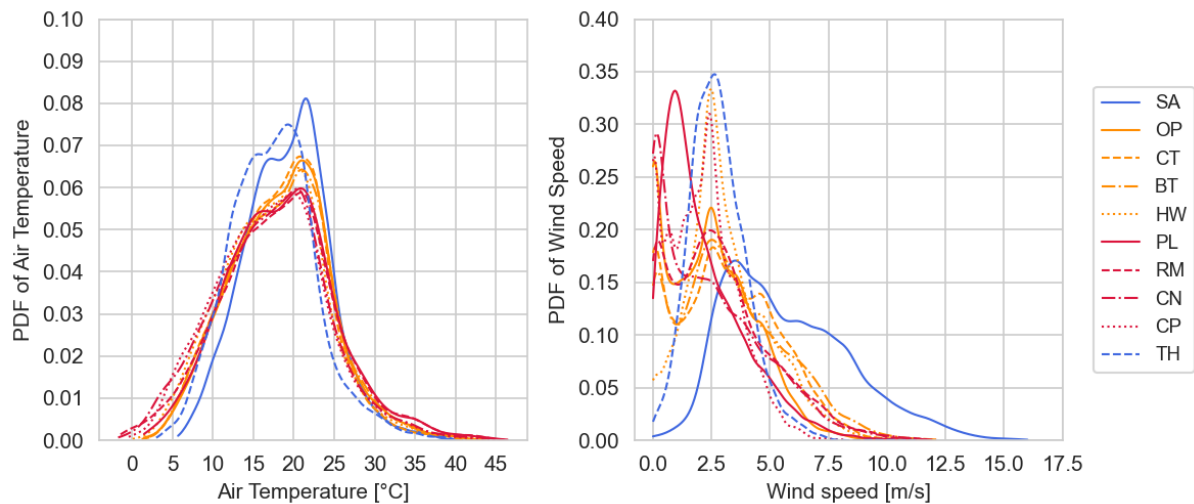 PDF of Air Temperature
0.10
0.09
0.08
0.07
0.06
0.05
0.04
0.03
0.02
0.01
0.00
0 5 10 15 20 25 30 35 40 45
Air Temperature [°C]
PDF of Wind Speed
0.40
0.35
0.30
0.25
0.20
0.15
0.10
0.05
0.00
0.0 2.5 5.0 7.5 10.0 12.5 15.0 17.5
Wind speed [m/s]
SA
OP
CT
BT
HW
PL
RM
CN
CP
TH